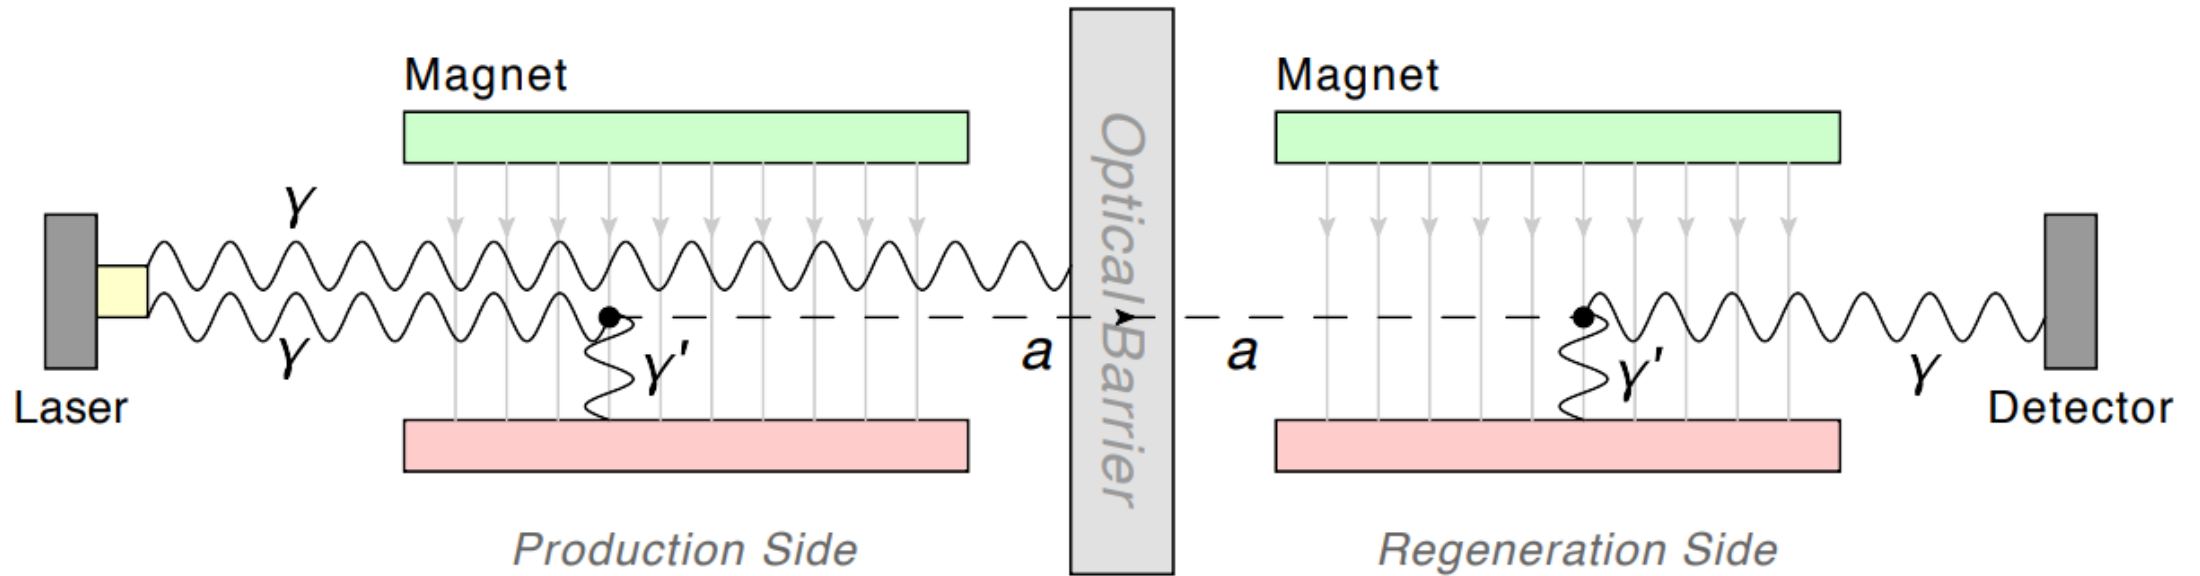 Magnet
Magnet
γ
γ
γ'
a
Optical Barrier
a
γ'
γ
Laser
Detector
Production Side
Regeneration Side